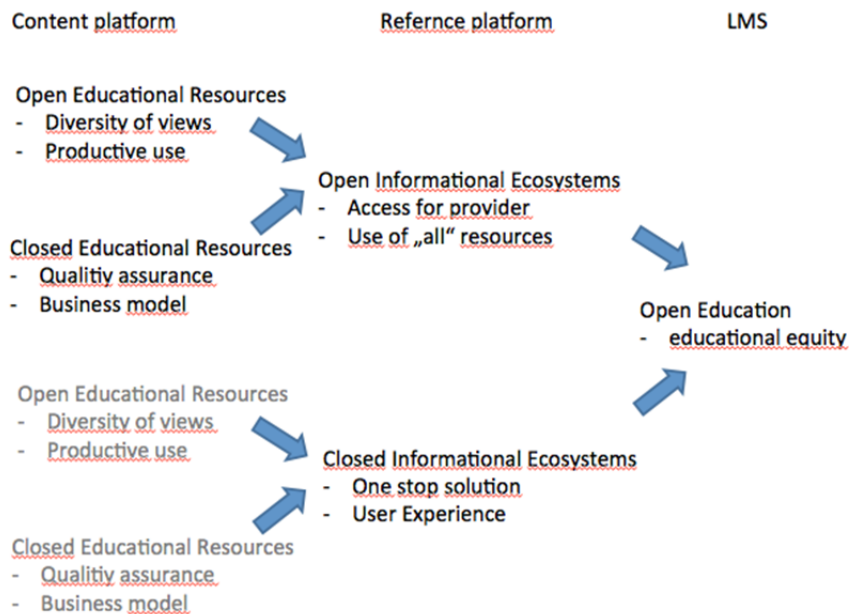 Content platform
Refernce platform
LMS
Open Educational Resources
- Diversity of views
- Productive use
Closed Educational Resources
- Qualitiy assurance
- Business model
Open Informational Ecosystems
- Access for provider
- Use of „all“ resources
Open Educational Resources
- Diversity of views
- Productive use
Closed Educational Resources
- Qualitiy assurance
- Business model
Closed Informational Ecosystems
- One stop solution
- User Experience
Open Education
- educational equity